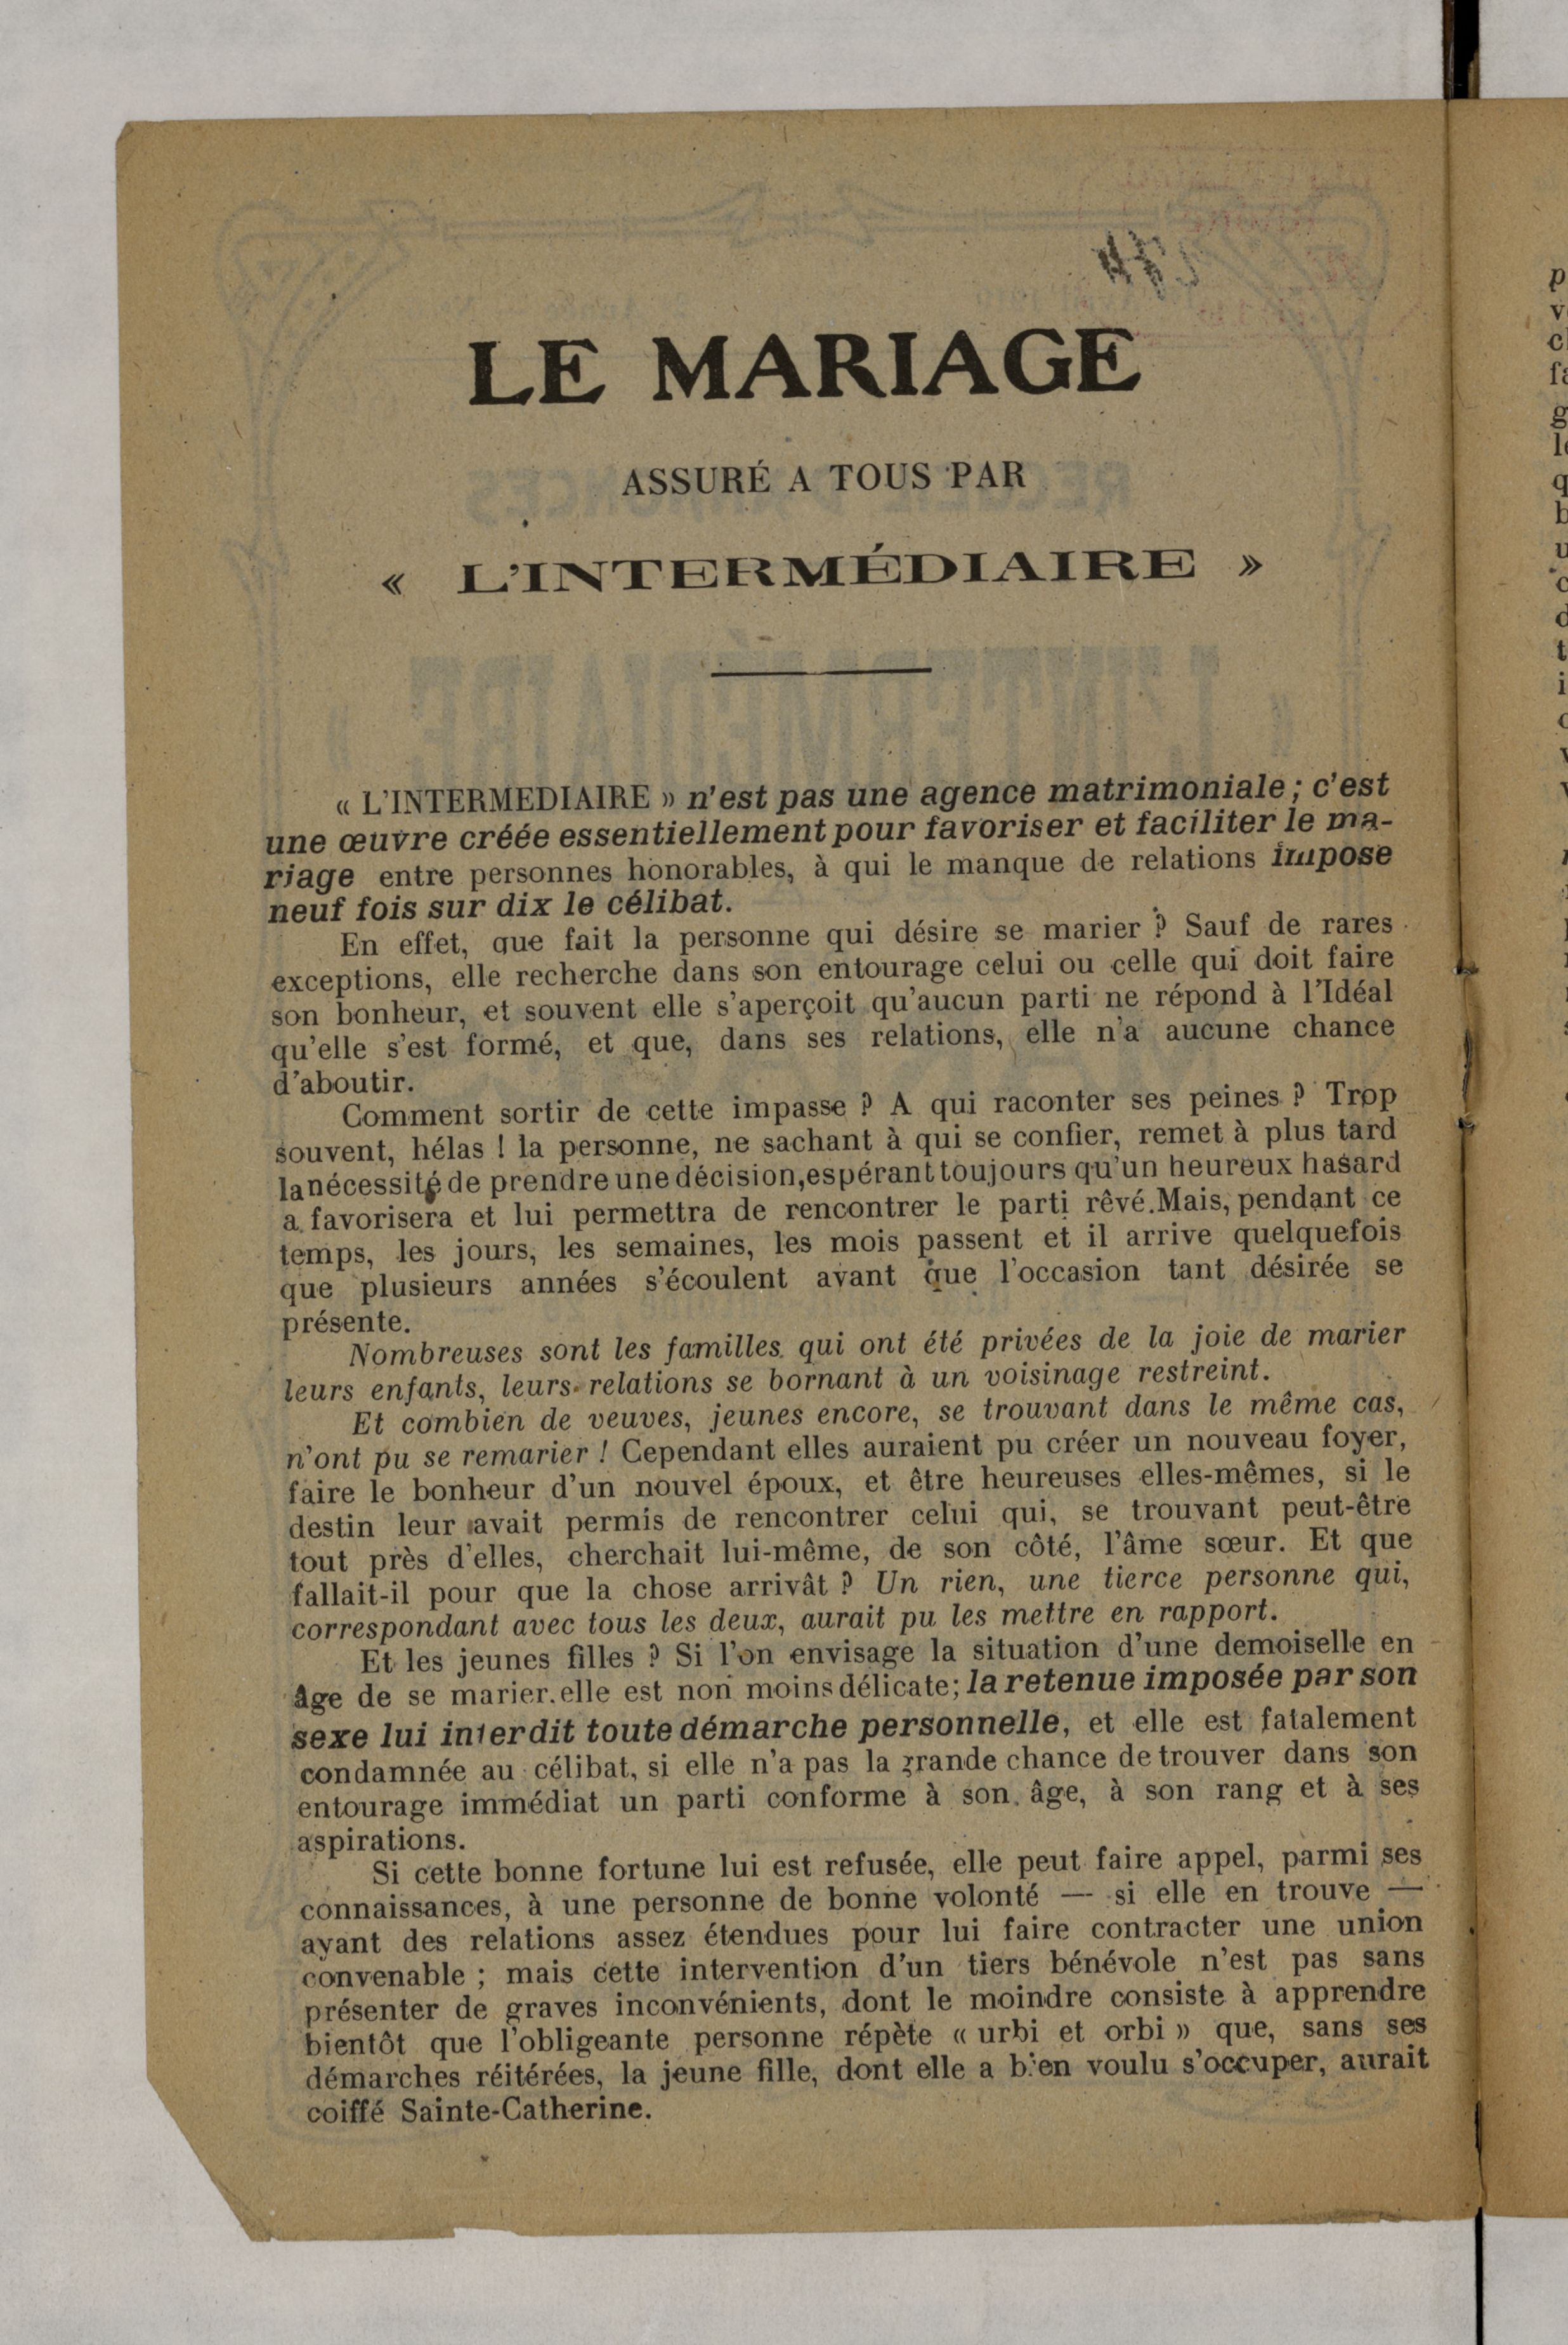 LE MARIAGE
ASSURÉ A TOUS PAR
« L'INTERMÉDIAIRE »
« L'INTERMEDIAIRE » n'est pas une agence matrimoniale ; c'est
une œuvre créée essentiellement pour favoriser et faciliter le ma-
riage entre personnes honorables, à qui le manque de relations impose
neuf fois sur dix le célibat.
En effet, que fait la personne qui désire se marier ? Sauf de rares
exceptions, elle recherche dans son entourage celui ou celle qui doit faire
son bonheur, et souvent elle s'aperçoit qu'aucun parti ne répond à l'Idéal
qu'elle s'est formé, et que, dans ses relations, elle n'a aucune chance
d'aboutir.
Comment sortir de cette impasse ? A qui raconter ses peines ? Trop
souvent, hélas ! la personne, ne sachant à qui se confier, remet à plus tard
la nécessité de prendre une décision, espérant toujours qu'un heureux hasard
a favorisera et lui permettra de rencontrer le parti rêvé. Mais, pendant ce
temps, les jours, les semaines, les mois passent et il arrive quelquefois
que plusieurs années s'écoulent avant que l'occasion tant désirée se
présente.
Nombreuses sont les familles qui ont été privées de la joie de marier
leurs enfants, leurs relations se bornant à un voisinage restreint.
Et combien de veuves, jeunes encore, se trouvant dans le même cas,
n'ont pu se remarier ! Cependant elles auraient pu créer un nouveau foyer,
faire le bonheur d'un nouvel époux, et être heureuses elles-mêmes, si le
destin leur avait permis de rencontrer celui qui, se trouvant peut-être
tout près d'elles, cherchait lui-même, de son côté, l'âme sœur. Et que
fallait-il pour que la chose arrivât ? Un rien, une tierce personne qui,
correspondant avec tous les deux, aurait pu les mettre en rapport.
Et les jeunes filles ? Si l'on envisage la situation d'une demoiselle en
âge de se marier, elle est non moins délicate; la retenue imposée par son
sexe lui interdit toute démarche personnelle, et elle est fatalement
condamnée au célibat, si elle n'a pas la grande chance de trouver dans son
entourage immédiat un parti conforme à son âge, à son rang et à ses
aspirations.
Si cette bonne fortune lui est refusée, elle peut faire appel, parmi ses
connaissances, à une personne de bonne volonté — si elle en trouve —
ayant des relations assez étendues pour lui faire contracter une union
convenable ; mais cette intervention d'un tiers bénévole n'est pas sans
présenter de graves inconvénients, dont le moindre consiste à apprendre
bientôt que l'obligeante personne répète « urbi et orbi » que, sans ses
démarches réitérées, la jeune fille, dont elle a bien voulu s'occuper, aurait
coiffé Sainte-Catherine.